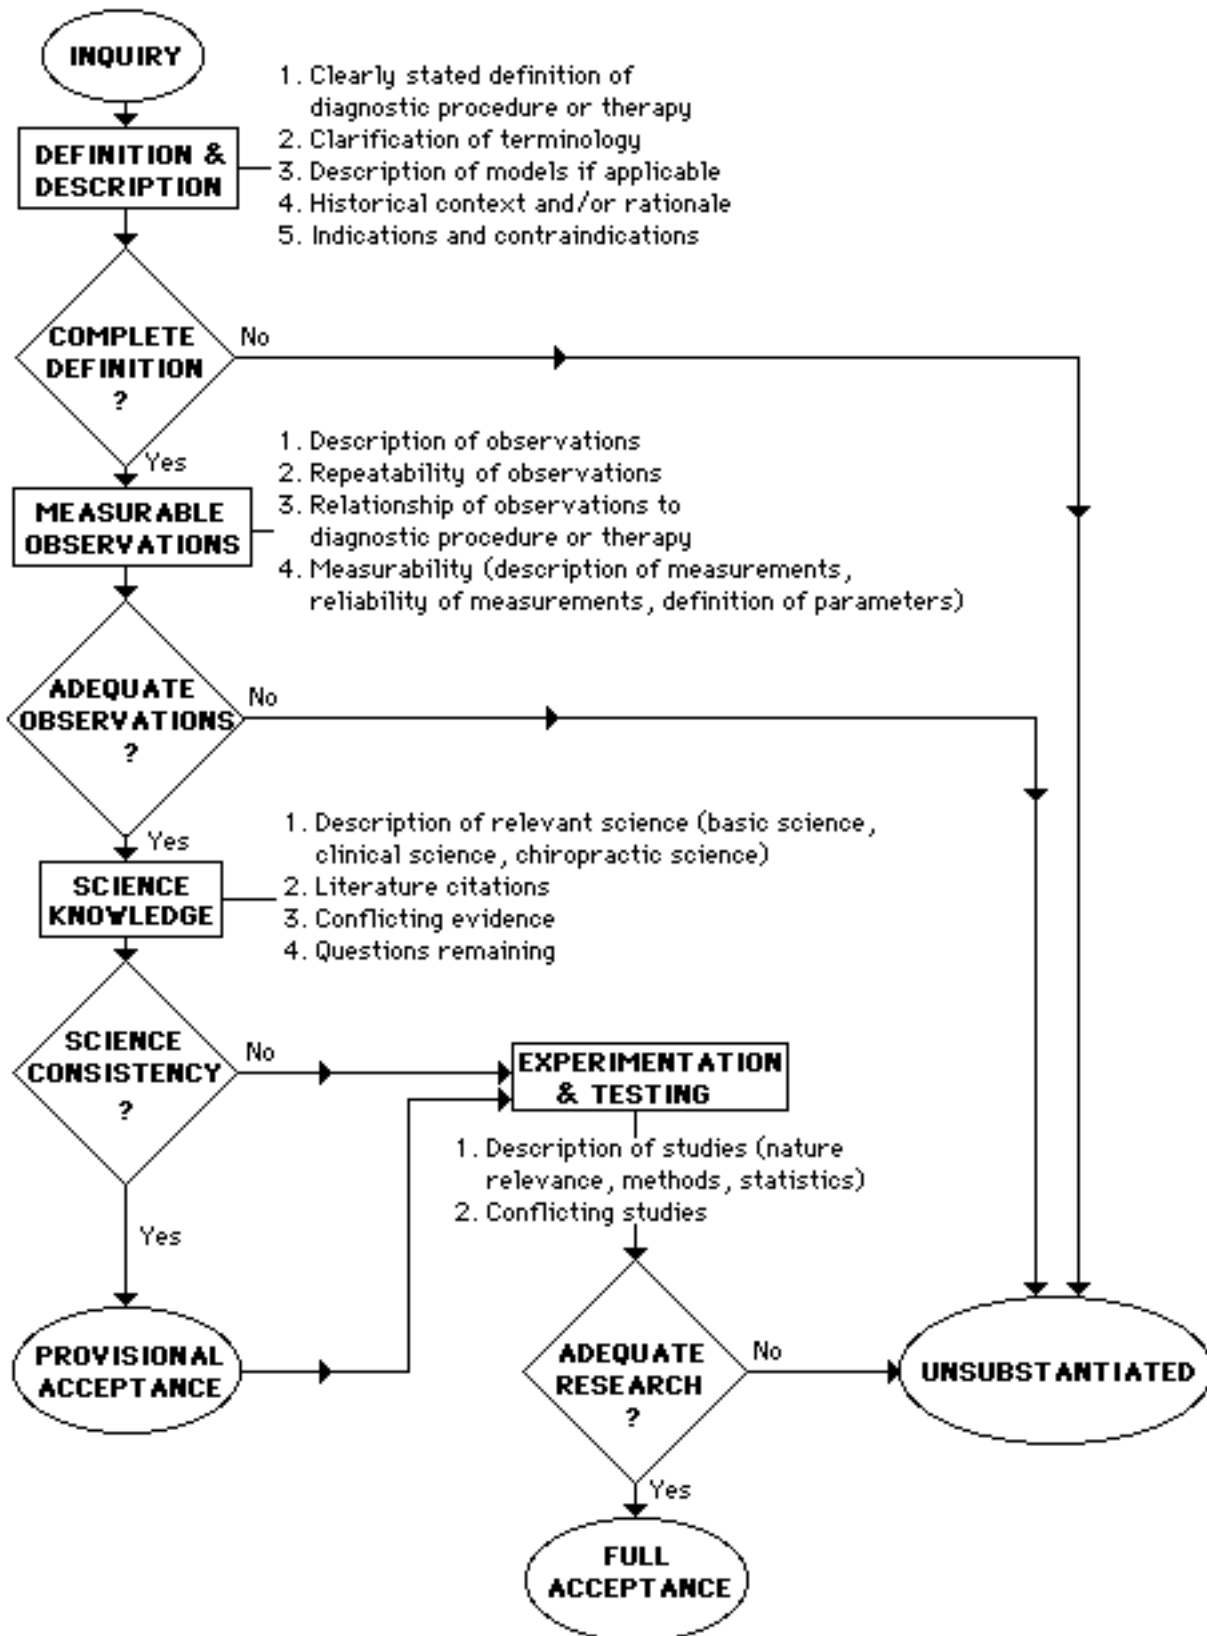 INQUIRY
1. Clearly stated definition of
diagnostic procedure or therapy
2. Clarification of terminology
3. Description of models if applicable
4. Historical context and/or rationale
5. Indications and contraindications
DEFINITION &
DESCRIPTION
COMPLETE
DEFINITION
?
No
Yes
1. Description of observations
2. Repeatability of observations
3. Relationship of observations to
diagnostic procedure or therapy
4. Measurability (description of measurements,
reliability of measurements, definition of parameters)
MEASURABLE
OBSERVATIONS
ADEQUATE
OBSERVATIONS
?
No
Yes
1. Description of relevant science (basic science,
clinical science, chiropractic science)
2. Literature citations
3. Conflicting evidence
4. Questions remaining
SCIENCE
KNOWLEDGE
SCIENCE
CONSISTENCY
?
No
Yes
EXPERIMENTATION
& TESTING
1. Description of studies (nature
relevance, methods, statistics)
2. Conflicting studies
PROVISIONAL
ACCEPTANCE
ADEQUATE
RESEARCH
?
No
Yes
UNSUBSTANTIATED
FULL
ACCEPTANCE